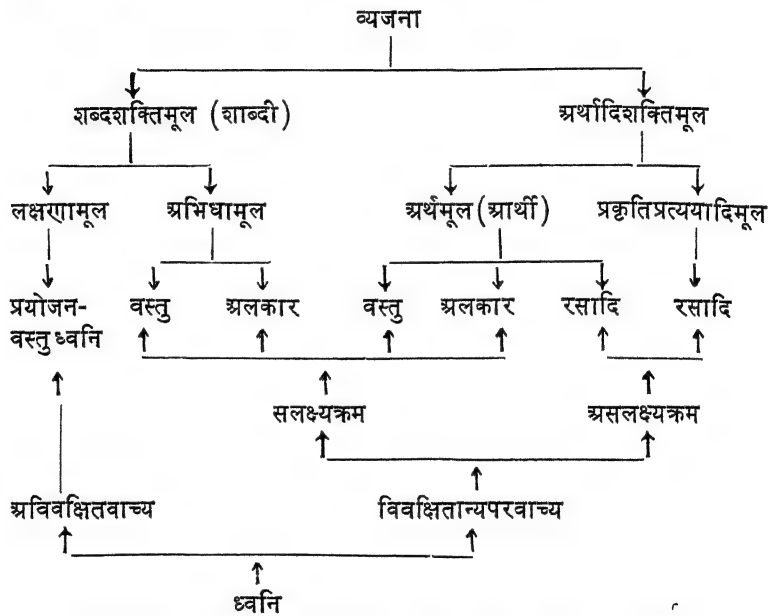 व्यजना
शब्दशक्तिमूल (शाब्दी) अर्थादिशक्तिमूल
लक्षणामूल अभिधामूल अर्थमूल (आर्थी) प्रकृतिप्रत्ययादिमूल
प्रयोजन- वस्तु अलकार वस्तु अलकार रसादि रसादि
वस्तु ध्वनि
सलक्ष्यक्रम असलक्ष्यक्रम
अविवक्षितवाच्य विवक्षितान्यपरवाच्य
ध्वनि